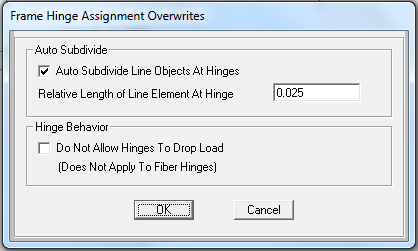 Frame Hinge Assignment Overwrites
Auto Subdivide
Auto Subdivide Line Objects At Hinges
Relative Length of Line Element At Hinge 0.025
Hinge Behavior
Do Not Allow Hinges To Drop Load
(Does Not Apply To Fiber Hinges)
OK Cancel